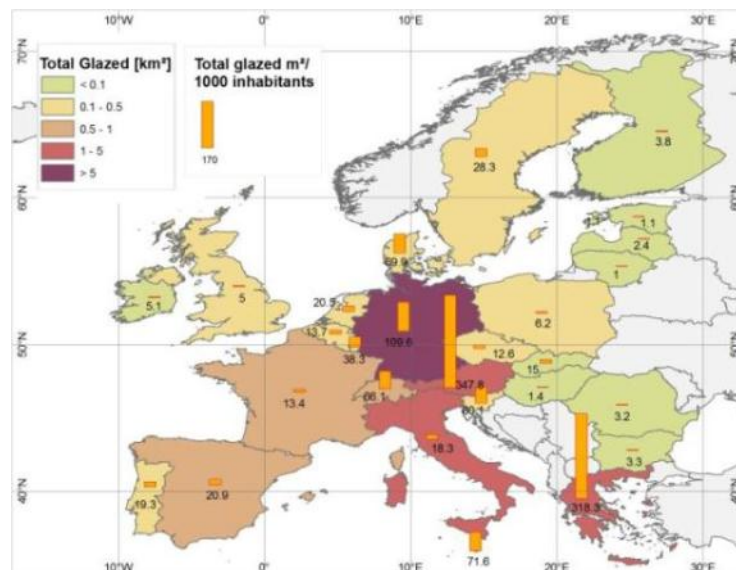 Total Glazed [km²]
< 0.1
0.1 - 0.5
0.5 - 1
1 - 5
> 5
Total glazed m²/
1000 inhabitants
170
10°W
0°
10°E
20°E
30°E
70°N
60°N
50°N
40°N
3.8
28.3
1.1
2.4
1
69.9
5.1
5
20.5
13.7
38.3
109.6
6.2
12.6
15
347.8
1.4
66.1
13.4
3.2
3.3
18.3
19.3
20.9
318.3
71.6
10°W
0°
10°E
20°E
30°E